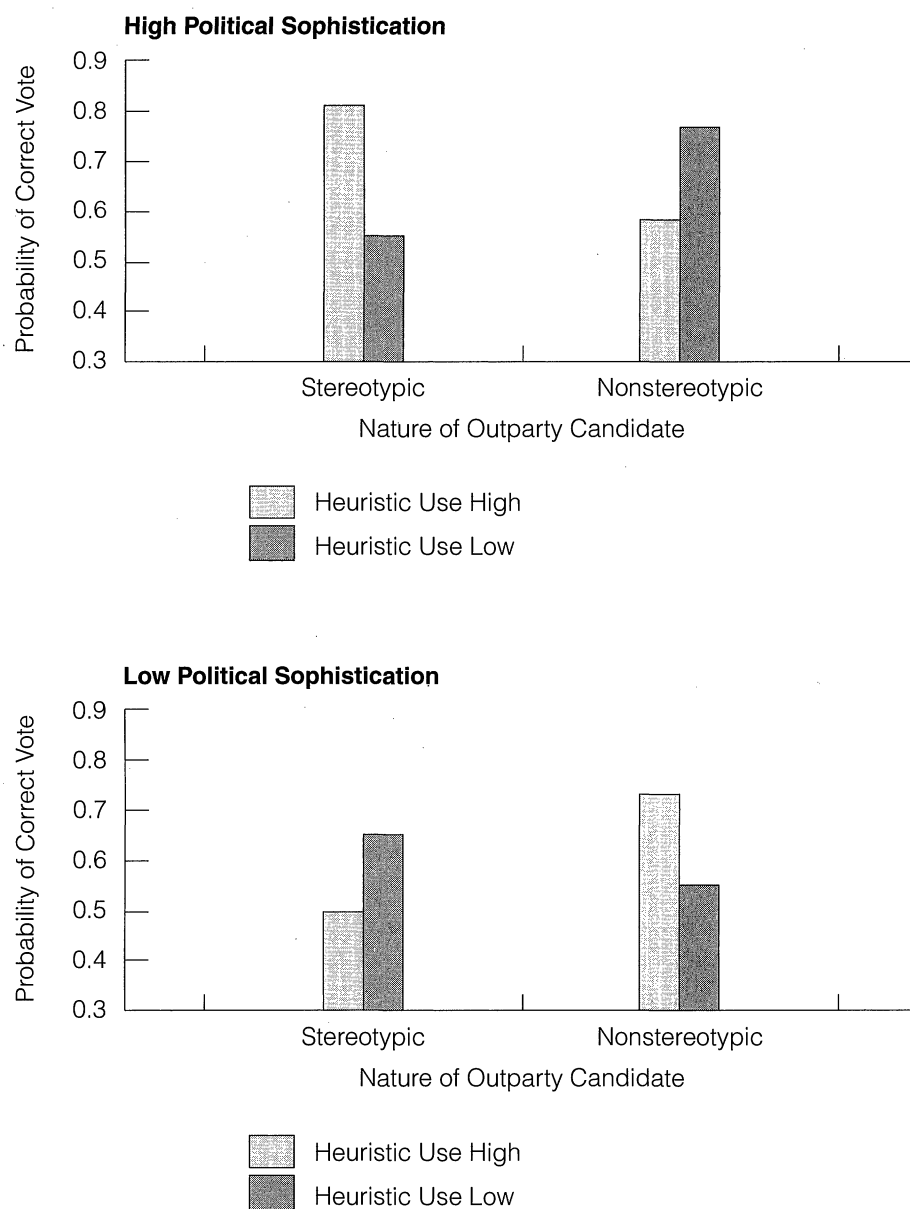 High Political Sophistication
Probability of Correct Vote
0.9
0.8
0.7
0.6
0.5
0.4
0.3
Stereotypic Nonstereotypic
Nature of Outparty Candidate
Heuristic Use High
Heuristic Use Low
Low Political Sophistication
Probability of Correct Vote
0.9
0.8
0.7
0.6
0.5
0.4
0.3
Stereotypic Nonstereotypic
Nature of Outparty Candidate
Heuristic Use High
Heuristic Use Low